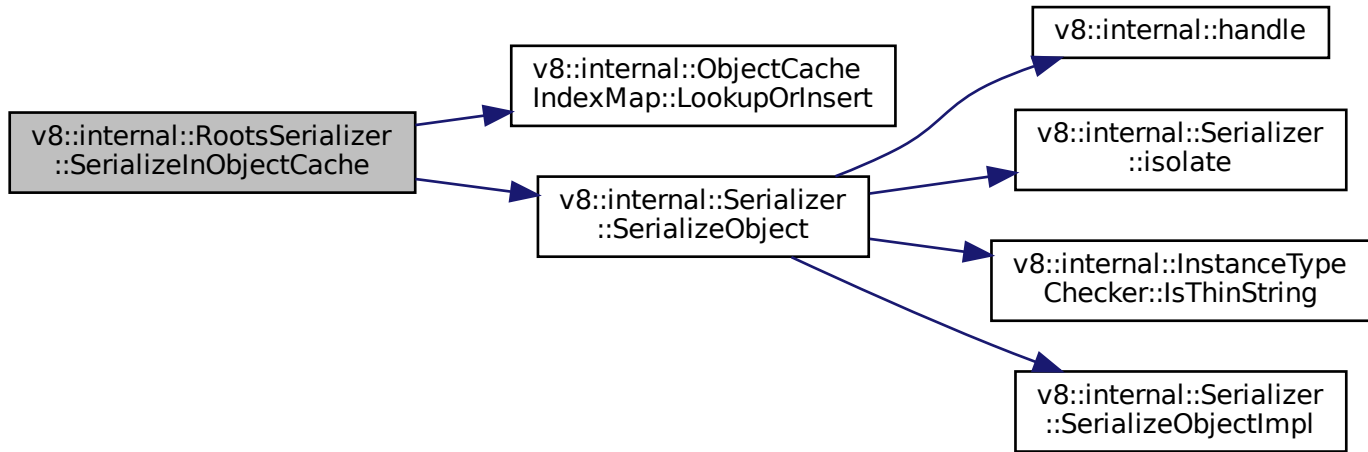 v8::internal::RootsSerializer
::SerializeInObjectCache
v8::internal::ObjectCache
IndexMap::LookupOrInsert
v8::internal::Serializer
::SerializeObject
v8::internal::handle
v8::internal::Serializer
::isolate
v8::internal::InstanceType
Checker::IsThinString
v8::internal::Serializer
::SerializeObjectImpl